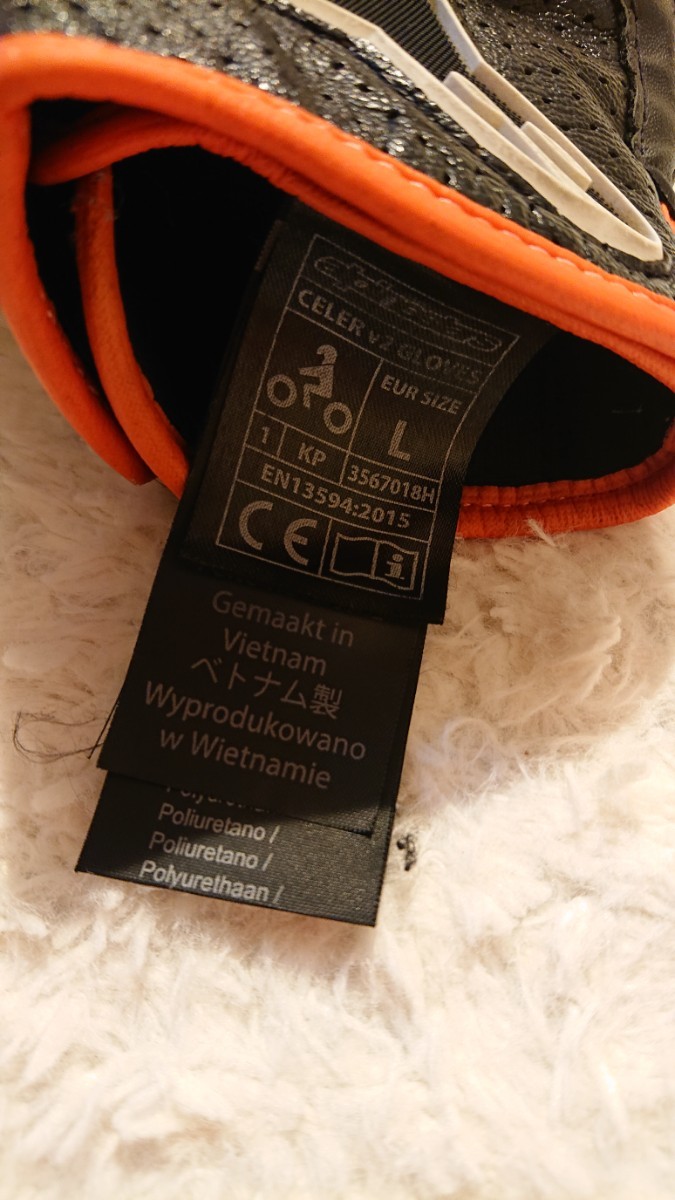 alpinestars
CELER v2 GLOVES
EUR SIZE
L
1
KP
3567018H
EN13594:2015
CE
i
Gemaakt in
Vietnam
ベトナム製
Wyprodukowano
w Wietnamie
Poliuretano /
Poliuretano /
Polyurethaan /